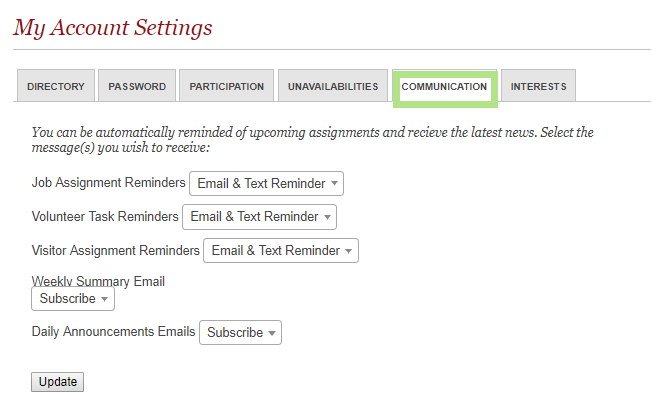 My Account Settings
DIRECTORY PASSWORD PARTICIPATION UNAVAILABILITIES COMMUNICATION INTERESTS
You can be automatically reminded of upcoming assignments and recieve the latest news. Select the
message(s) you wish to receive:
Job Assignment Reminders Email & Text Reminder
Volunteer Task Reminders Email & Text Reminder
Visitor Assignment Reminders Email & Text Reminder
Weekly Summary Email
Subscribe
Daily Announcements Emails Subscribe
Update